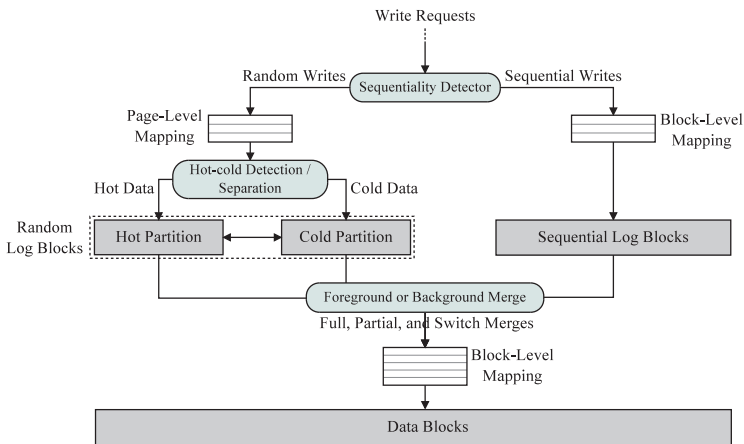 Write Requests
Random Writes
Sequential Writes
Sequentiality Detector
Page-Level
Mapping
Block-Level
Mapping
Hot-cold Detection /
Separation
Hot Data
Cold Data
Random
Log Blocks
Hot Partition
Cold Partition
Sequential Log Blocks
Foreground or Background Merge
Full, Partial, and Switch Merges
Block-Level
Mapping
Data Blocks